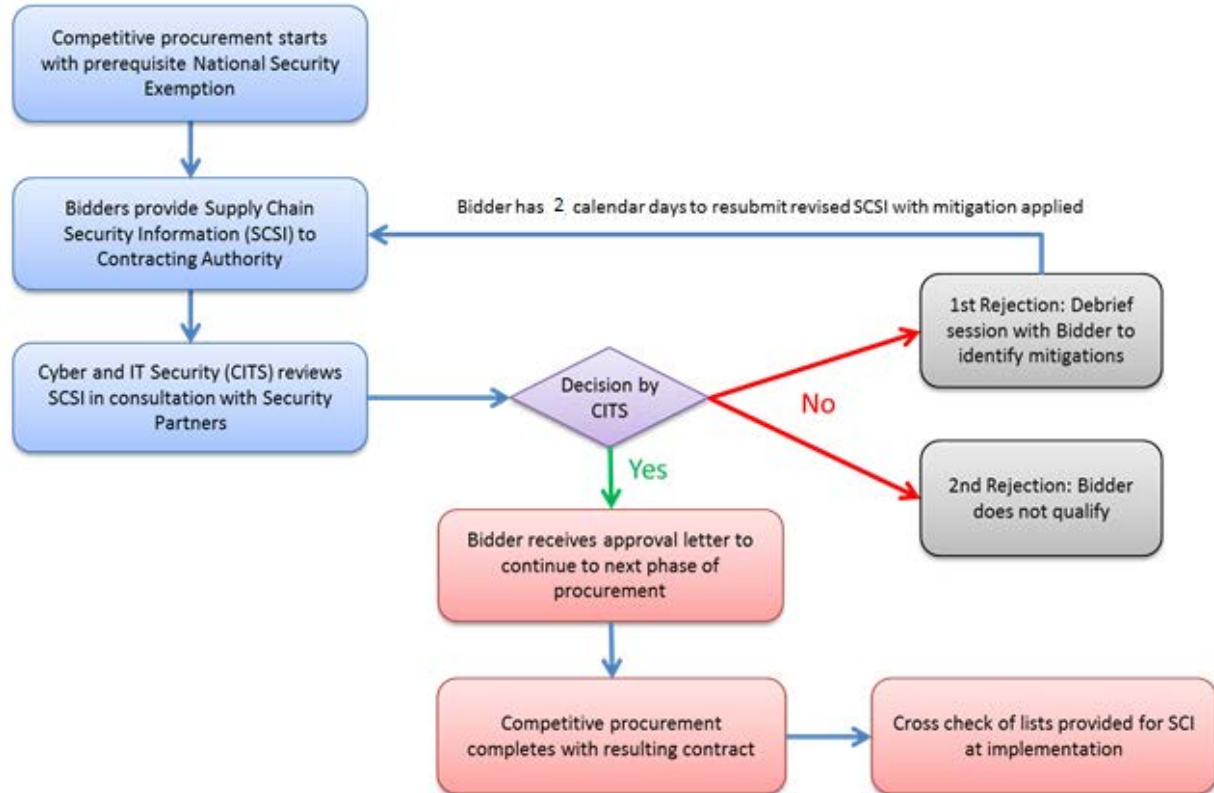 Competitive procurement starts
with prerequisite National Security
Exemption
Bidders provide Supply Chain
Security Information (SCSI) to
Contracting Authority
Bidder has 2 calendar days to resubmit revised SCSI with mitigation applied
Cyber and IT Security (CITS) reviews
SCSI in consultation with Security
Partners
Decision by
CITS
No
Yes
1st Rejection: Debrief
session with Bidder to
identify mitigations
2nd Rejection: Bidder
does not qualify
Bidder receives approval letter to
continue to next phase of
procurement
Competitive procurement
completes with resulting contract
Cross check of lists provided for SCI
at implementation